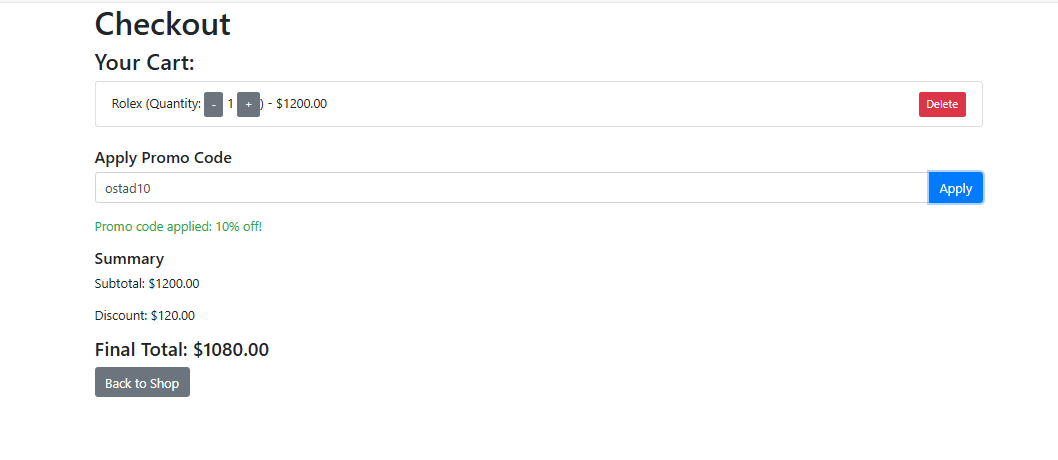 Checkout
Your Cart:
Rolex (Quantity: - 1 + ) - $1200.00 Delete
Apply Promo Code
ostad10 Apply
Promo code applied: 10% off!
Summary
Subtotal: $1200.00
Discount: $120.00
Final Total: $1080.00
Back to Shop